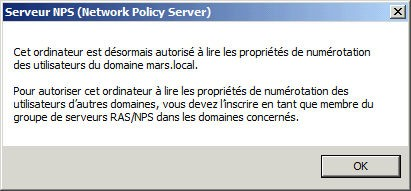 Serveur NPS (Network Policy Server)
Cet ordinateur est désormais autorisé à lire les propriétés de numérotation
des utilisateurs du domaine mars.local.
Pour autoriser cet ordinateur à lire les propriétés de numérotation des
utilisateurs d'autres domaines, vous devez l'inscrire en tant que membre du
groupe de serveurs RAS/NPS dans les domaines concernés.
OK